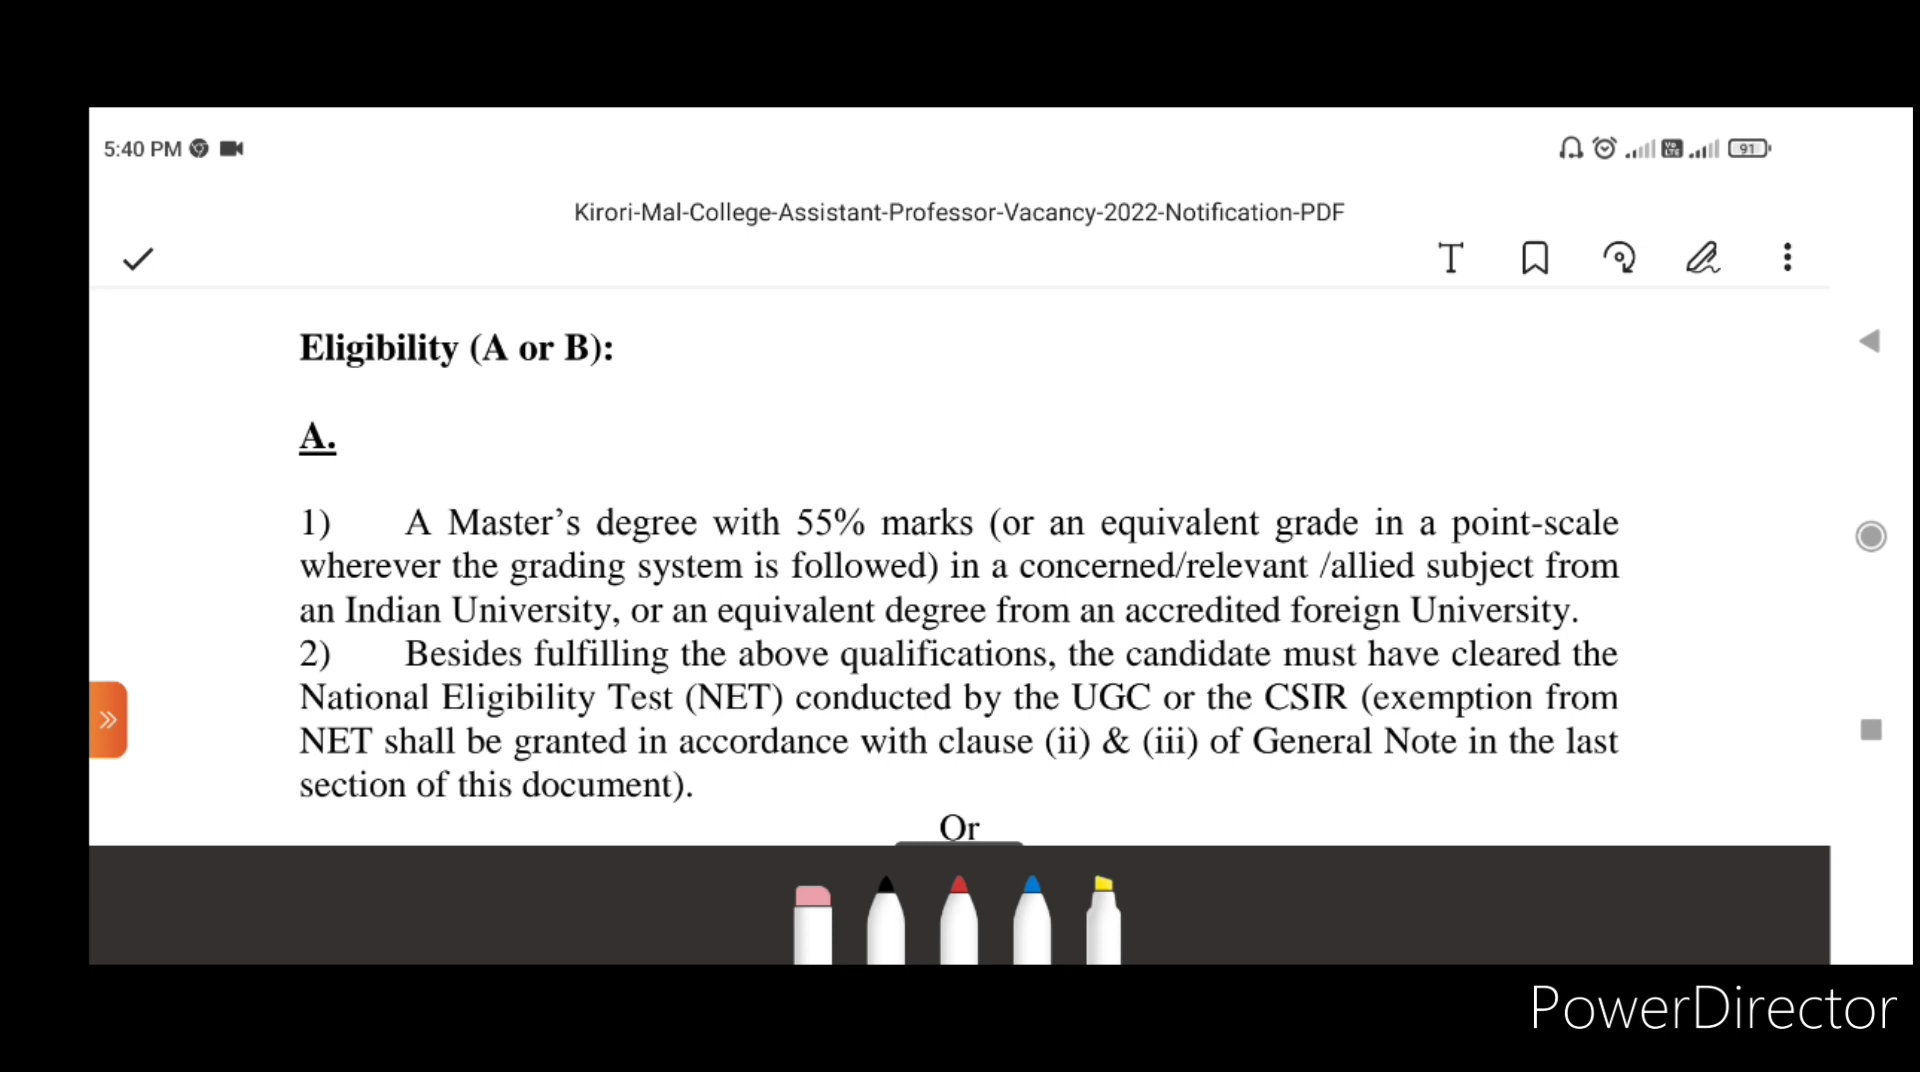 5:40 PM
Vo LTE
91
Kirori-Mal-College-Assistant-Professor-Vacancy-2022-Notification-PDF
T
Eligibility (A or B):
A.
1) A Master’s degree with 55% marks (or an equivalent grade in a point-scale
wherever the grading system is followed) in a concerned/relevant /allied subject from
an Indian University, or an equivalent degree from an accredited foreign University.
2) Besides fulfilling the above qualifications, the candidate must have cleared the
National Eligibility Test (NET) conducted by the UGC or the CSIR (exemption from
NET shall be granted in accordance with clause (ii) & (iii) of General Note in the last
section of this document).
Or
PowerDirector